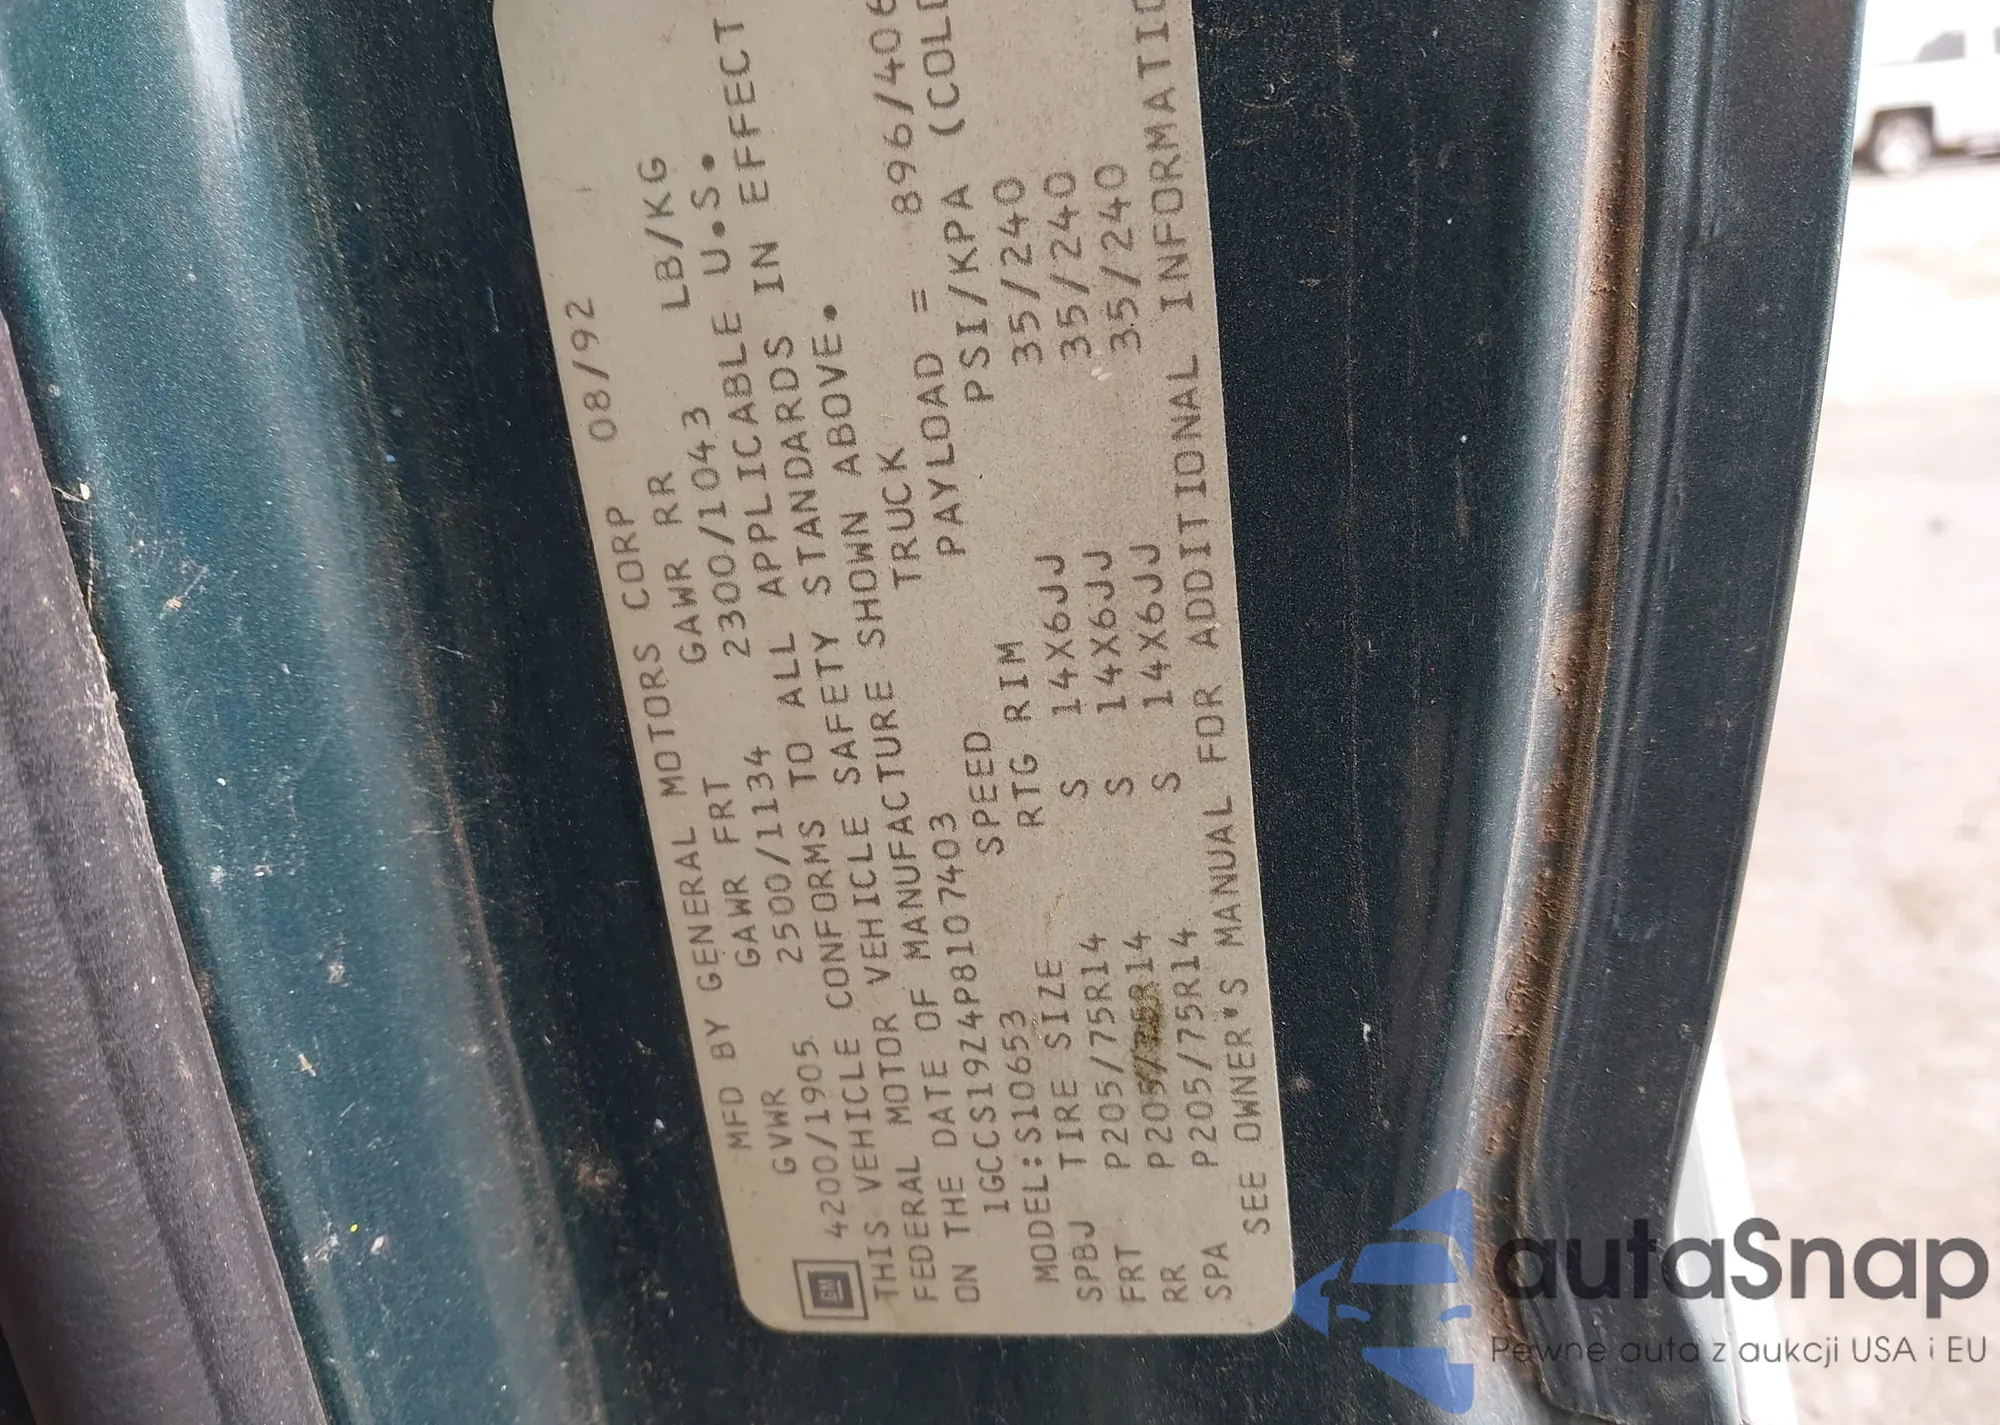 MFD BY GENERAL MOTORS CORP 08/92
GVWR GAWR FRT GAWR RR LB/KG
4200/1905 2500/1134 2300/1043
THIS VEHICLE CONFORMS TO ALL APPLICABLE U.S.
FEDERAL MOTOR VEHICLE SAFETY STANDARDS IN EFFECT
ON THE DATE OF MANUFACTURE SHOWN ABOVE.
1GCCS19Z4P8107403 TRUCK
MODEL:S10653 PAYLOAD = 896/406
SPEED PSI/KPA (COLD
TIRE SIZE RTG RIM
SPBJ
FRT P205/75R14 S 14X6JJ 35/240
RR P205/75R14 S 14X6JJ 35/240
SPA P205/75R14 S 14X6JJ 35/240
SEE OWNER'S MANUAL FOR ADDITIONAL INFORMATIO
GM
autaSnap
Pewne auta z aukcji USA i EU